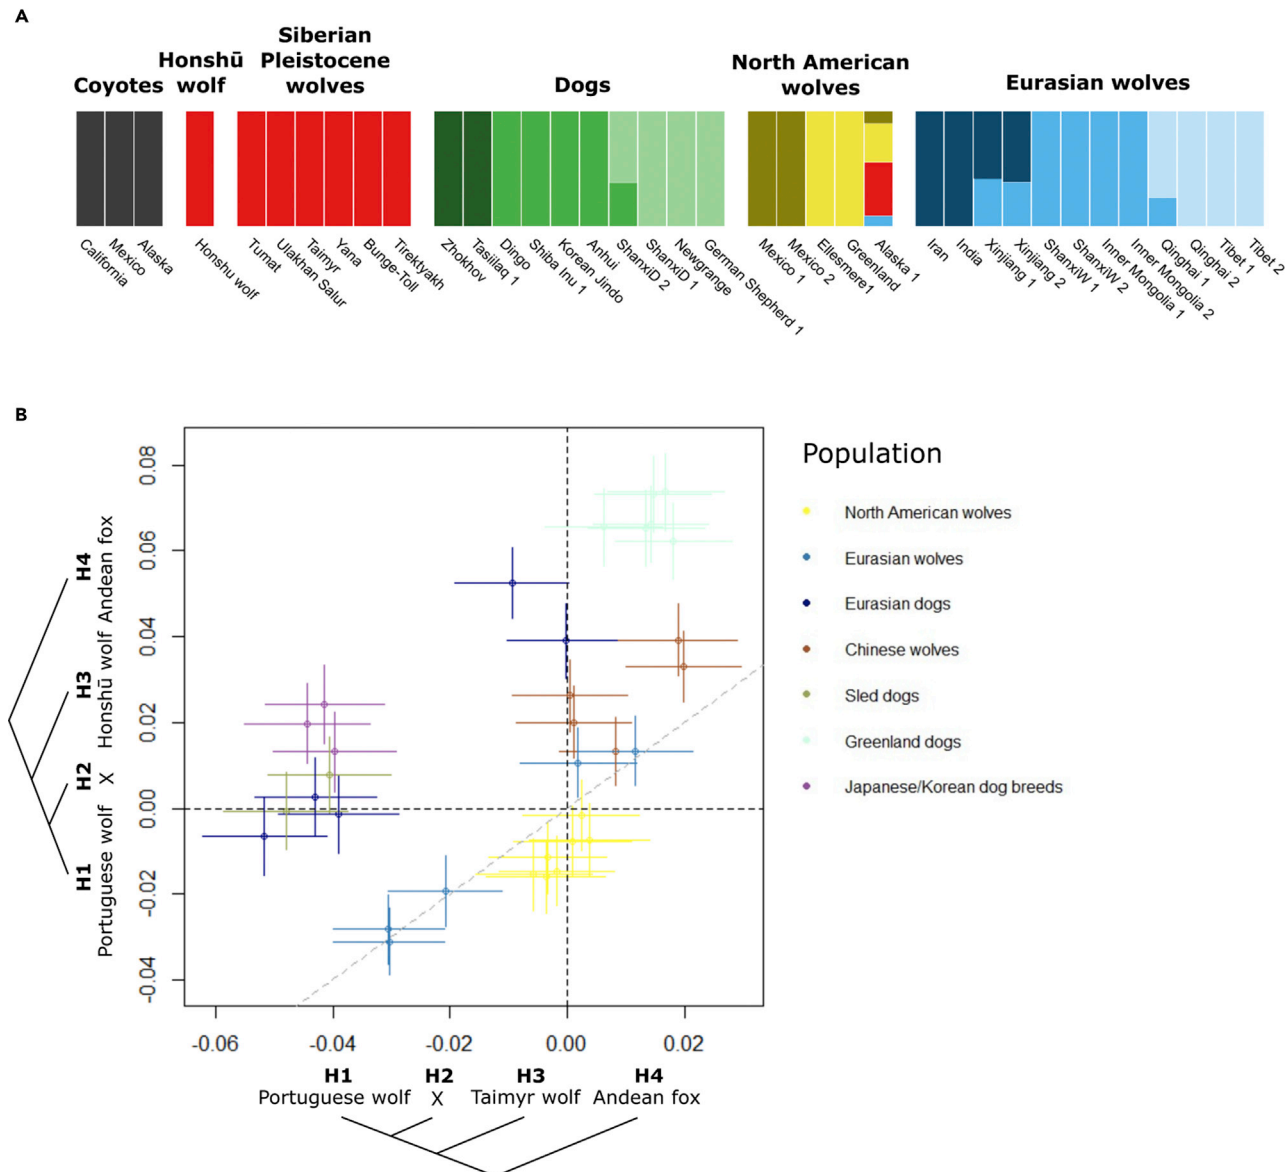 A
Coyotes
Honshū
wolf
Siberian
Pleistocene
wolves
Dogs
North American
wolves
Eurasian wolves
California
Mexico
Alaska
Honshu wolf
Tumat
Ulakhan Salur
Taimyr
Yana
Bunge-Toll
Tirektyakh
Zhokhov
Tasiilaq 1
Dingo
Shiba Inu 1
Korean Jindo
Anhui
ShanxiD 2
ShanxiD 1
Newgrange
German Shepherd 1
Mexico 1
Mexico 2
Ellesmere1
Greenland
Alaska 1
Iran
India
Xinjiang 1
Xinjiang 2
ShanxiW 1
ShanxiW 2
Inner Mongolia 1
Inner Mongolia 2
Qinghai 1
Qinghai 2
Tibet 1
Tibet 2
B
H4
Andean fox
H3
Honshū wolf
H2
X
H1
Portuguese wolf
0.08
0.06
0.04
0.02
0.00
-0.02
-0.04
-0.06
-0.04
-0.02
0.00
0.02
H1
H2
H3
H4
Portuguese wolf
X
Taimyr wolf
Andean fox
Population
North American wolves
Eurasian wolves
Eurasian dogs
Chinese wolves
Sled dogs
Greenland dogs
Japanese/Korean dog breeds